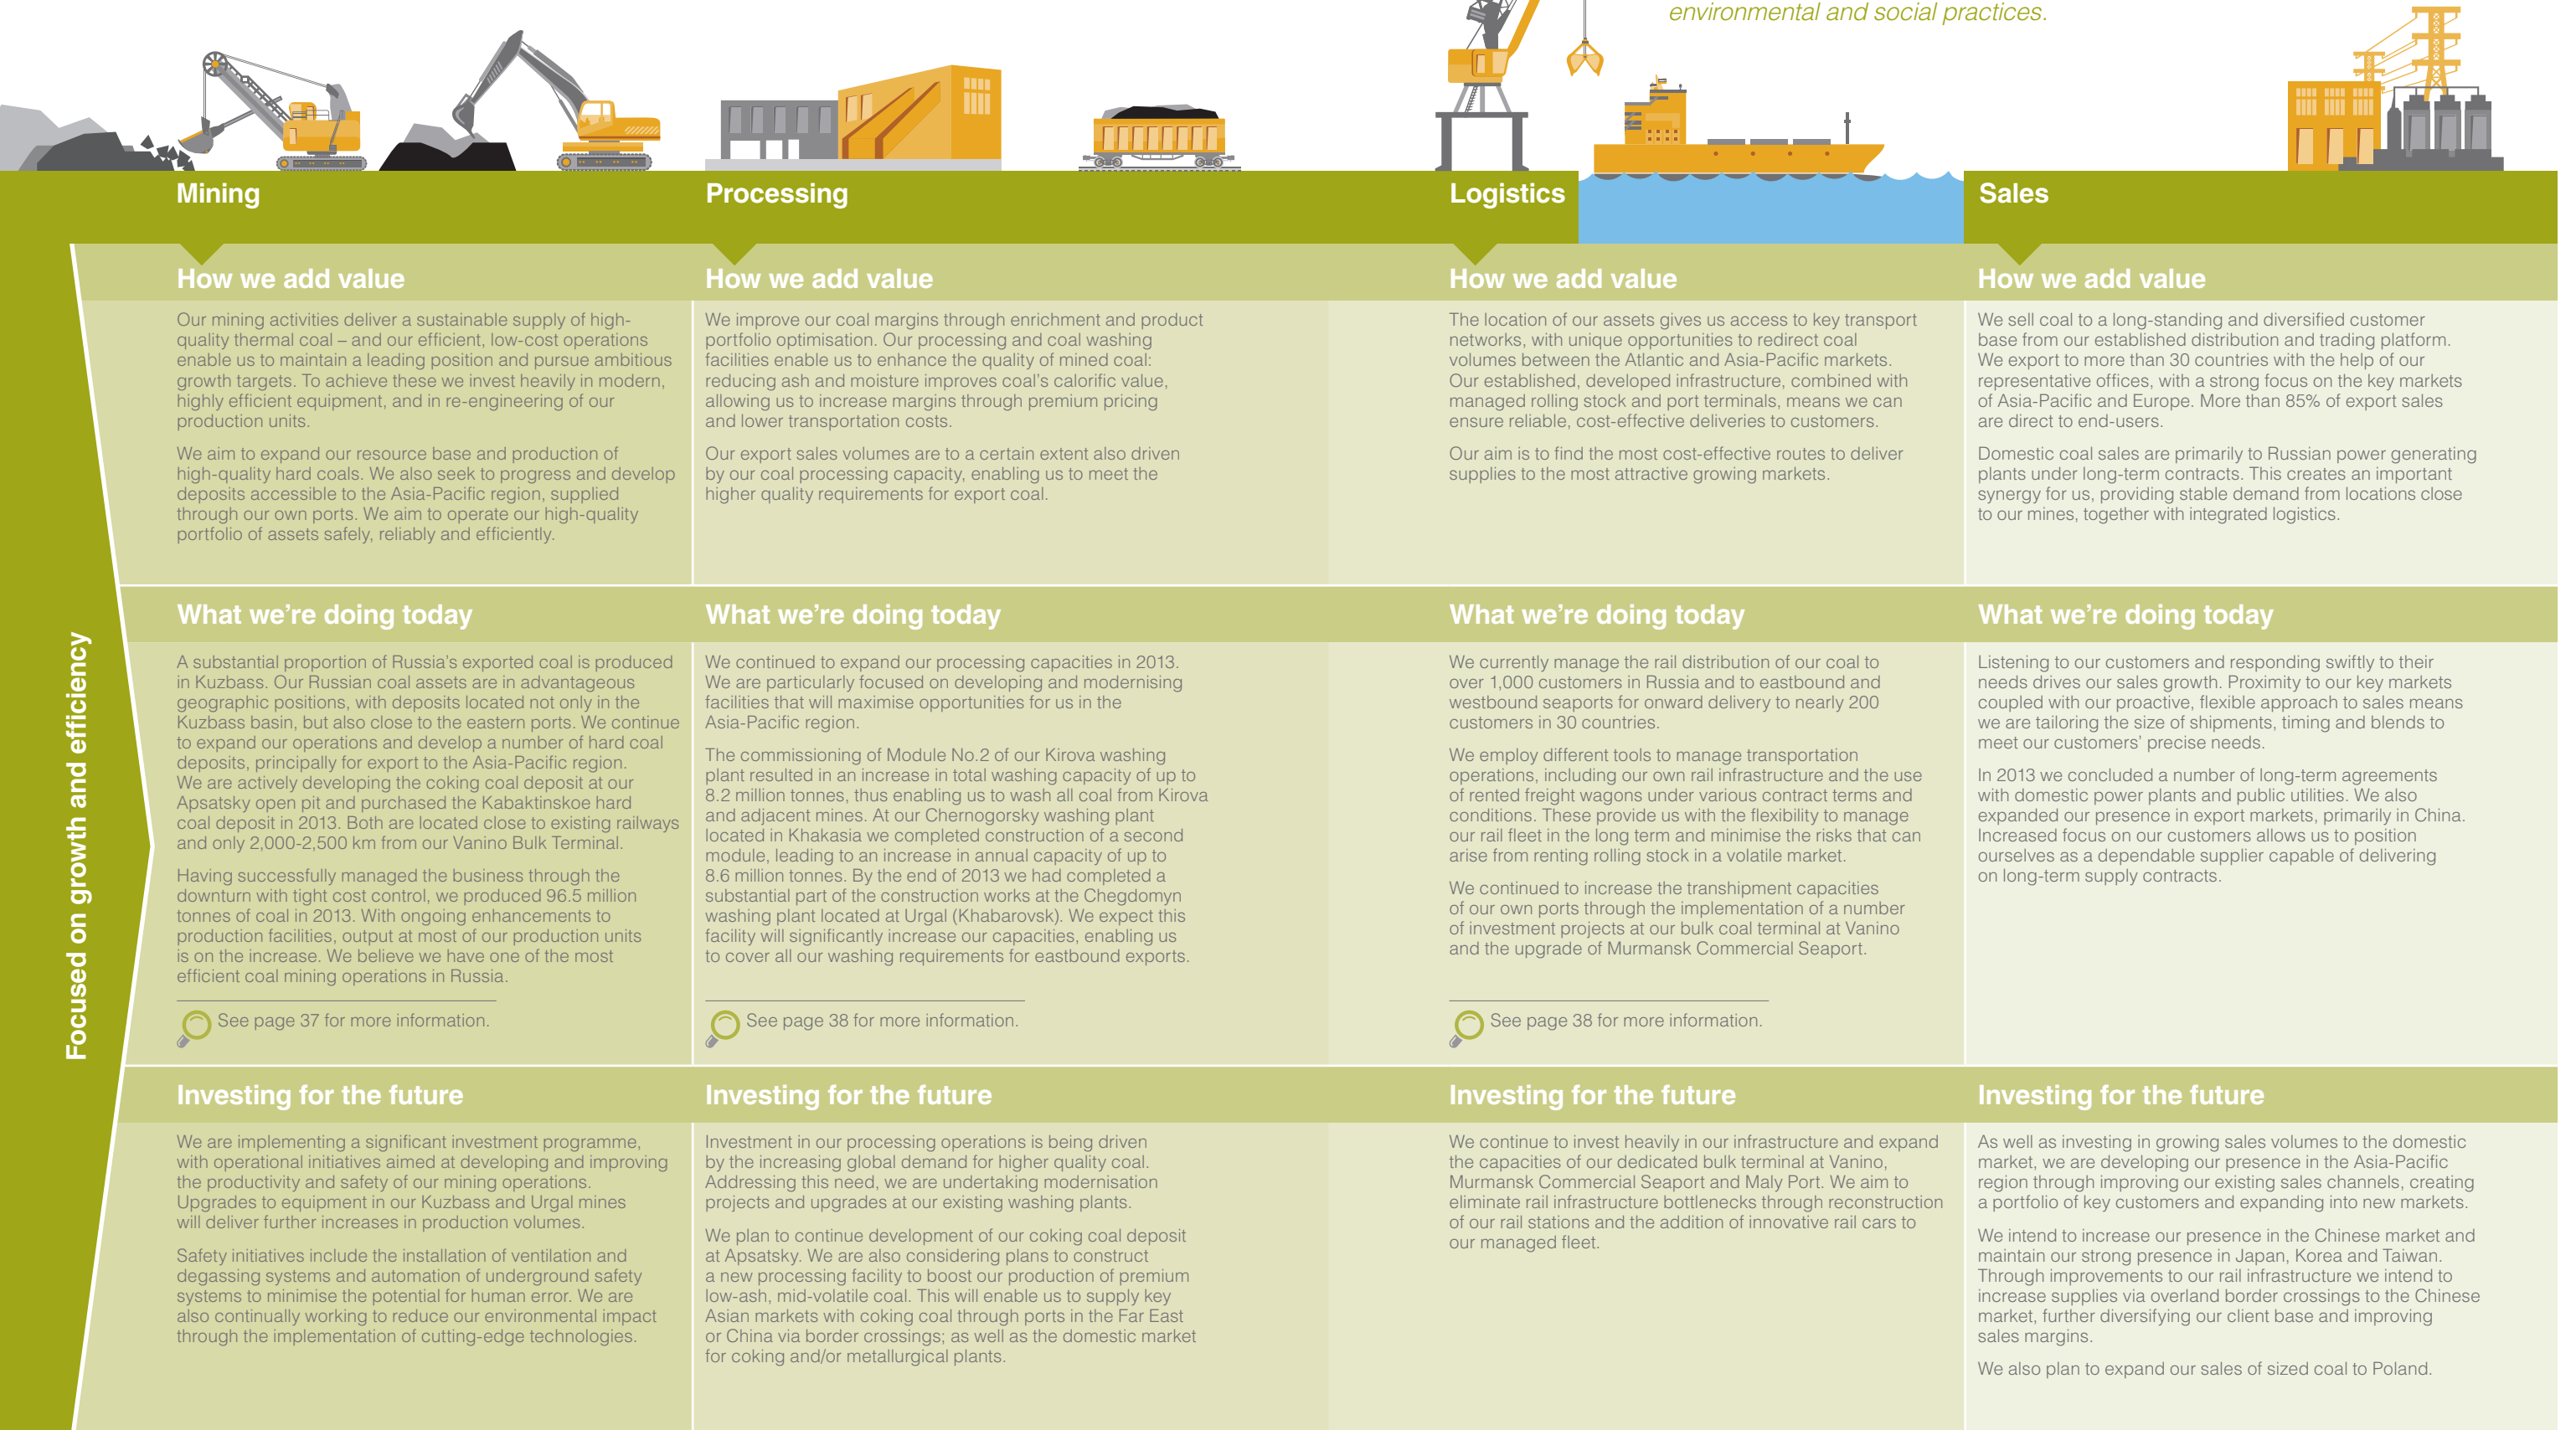 environmental and social practices.
Mining
Processing
Logistics
Sales
Focused on growth and efficiency
How we add value
Our mining activities deliver a sustainable supply of high-
quality thermal coal – and our efficient, low-cost operations
enable us to maintain a leading position and pursue ambitious
growth targets. To achieve these we invest heavily in modern,
highly efficient equipment, and in re-engineering of our
production units.
We aim to expand our resource base and production of
high-quality hard coals. We also seek to progress and develop
deposits accessible to the Asia-Pacific region, supplied
through our own ports. We aim to operate our high-quality
portfolio of assets safely, reliably and efficiently.
How we add value
We improve our coal margins through enrichment and product
portfolio optimisation. Our processing and coal washing
facilities enable us to enhance the quality of mined coal:
reducing ash and moisture improves coal's calorific value,
allowing us to increase margins through premium pricing
and lower transportation costs.
Our export sales volumes are to a certain extent also driven
by our coal processing capacity, enabling us to meet the
higher quality requirements for export coal.
How we add value
The location of our assets gives us access to key transport
networks, with unique opportunities to redirect coal
volumes between the Atlantic and Asia-Pacific markets.
Our established, developed infrastructure, combined with
managed rolling stock and port terminals, means we can
ensure reliable, cost-effective deliveries to customers.
Our aim is to find the most cost-effective routes to deliver
supplies to the most attractive growing markets.
How we add value
We sell coal to a long-standing and diversified customer
base from our established distribution and trading platform.
We export to more than 30 countries with the help of our
representative offices, with a strong focus on the key markets
of Asia-Pacific and Europe. More than 85% of export sales
are direct to end-users.
Domestic coal sales are primarily to Russian power generating
plants under long-term contracts. This creates an important
synergy for us, providing stable demand from locations close
to our mines, together with integrated logistics.
What we're doing today
A substantial proportion of Russia's exported coal is produced
in Kuzbass. Our Russian coal assets are in advantageous
geographic positions, with deposits located not only in the
Kuzbass basin, but also close to the eastern ports. We continue
to expand our operations and develop a number of hard coal
deposits, principally for export to the Asia-Pacific region.
We are actively developing the coking coal deposit at our
Apsatsky open pit and purchased the Kabaktinskoe hard
coal deposit in 2013. Both are located close to existing railways
and only 2,000-2,500 km from our Vanino Bulk Terminal.
Having successfully managed the business through the
downturn with tight cost control, we produced 96.5 million
tonnes of coal in 2013. With ongoing enhancements to
production facilities, output at most of our production units
is on the increase. We believe we have one of the most
efficient coal mining operations in Russia.
See page 37 for more information.
What we're doing today
We continued to expand our processing capacities in 2013.
We are particularly focused on developing and modernising
facilities that will maximise opportunities for us in the
Asia-Pacific region.
The commissioning of Module No.2 of our Kirova washing
plant resulted in an increase in total washing capacity of up to
8.2 million tonnes, thus enabling us to wash all coal from Kirova
and adjacent mines. At our Chernogorsky washing plant
located in Khakasia we completed construction of a second
module, leading to an increase in annual capacity of up to
8.6 million tonnes. By the end of 2013 we had completed a
substantial part of the construction works at the Chegdomyn
washing plant located at Urgal (Khabarovsk). We expect this
facility will significantly increase our capacities, enabling us
to cover all our washing requirements for eastbound exports.
See page 38 for more information.
What we're doing today
We currently manage the rail distribution of our coal to
over 1,000 customers in Russia and to eastbound and
westbound seaports for onward delivery to nearly 200
customers in 30 countries.
We employ different tools to manage transportation
operations, including our own rail infrastructure and the use
of rented freight wagons under various contract terms and
conditions. These provide us with the flexibility to manage
our rail fleet in the long term and minimise the risks that can
arise from renting rolling stock in a volatile market.
We continued to increase the transhipment capacities
of our own ports through the implementation of a number
of investment projects at our bulk coal terminal at Vanino
and the upgrade of Murmansk Commercial Seaport.
See page 38 for more information.
What we're doing today
Listening to our customers and responding swiftly to their
needs drives our sales growth. Proximity to our key markets
coupled with our proactive, flexible approach to sales means
we are tailoring the size of shipments, timing and blends to
meet our customers' precise needs.
In 2013 we concluded a number of long-term agreements
with domestic power plants and public utilities. We also
expanded our presence in export markets, primarily in China.
Increased focus on our customers allows us to position
ourselves as a dependable supplier capable of delivering
on long-term supply contracts.
Investing for the future
We are implementing a significant investment programme,
with operational initiatives aimed at developing and improving
the productivity and safety of our mining operations.
Upgrades to equipment in our Kuzbass and Urgal mines
will deliver further increases in production volumes.
Safety initiatives include the installation of ventilation and
degassing systems and automation of underground safety
systems to minimise the potential for human error. We are
also continually working to reduce our environmental impact
through the implementation of cutting-edge technologies.
Investing for the future
Investment in our processing operations is being driven
by the increasing global demand for higher quality coal.
Addressing this need, we are undertaking modernisation
projects and upgrades at our existing washing plants.
We plan to continue development of our coking coal deposit
at Apsatsky. We are also considering plans to construct
a new processing facility to boost our production of premium
low-ash, mid-volatile coal. This will enable us to supply key
Asian markets with coking coal through ports in the Far East
or China via border crossings; as well as the domestic market
for coking and/or metallurgical plants.
Investing for the future
We continue to invest heavily in our infrastructure and expand
the capacities of our dedicated bulk terminal at Vanino,
Murmansk Commercial Seaport and Maly Port. We aim to
eliminate rail infrastructure bottlenecks through reconstruction
of our rail stations and the addition of innovative rail cars to
our managed fleet.
Investing for the future
As well as investing in growing sales volumes to the domestic
market, we are developing our presence in the Asia-Pacific
region through improving our existing sales channels, creating
a portfolio of key customers and expanding into new markets.
We intend to increase our presence in the Chinese market and
maintain our strong presence in Japan, Korea and Taiwan.
Through improvements to our rail infrastructure we intend to
increase supplies via overland border crossings to the Chinese
market, further diversifying our client base and improving
sales margins.
We also plan to expand our sales of sized coal to Poland.